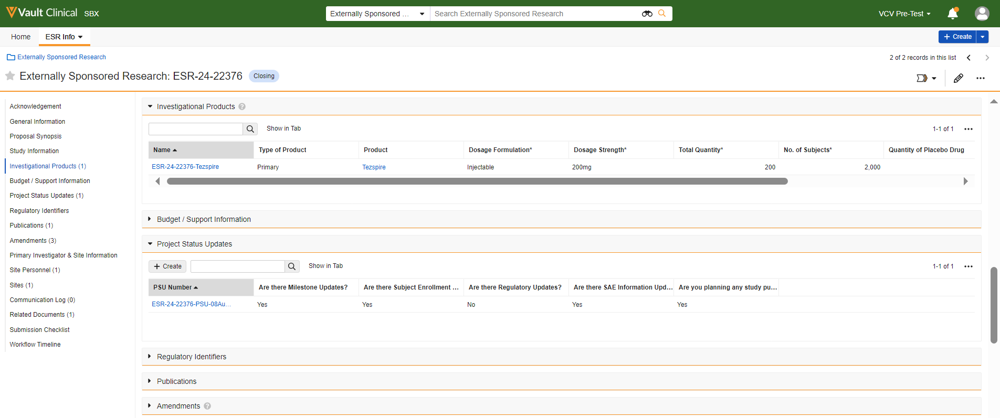 Vault Clinical SBX
Externally Sponsored ...
Search Externally Sponsored Research
VCV Pre-Test
Home
ESR Info
+ Create
Externally Sponsored Research
2 of 2 records in this list
Externally Sponsored Research: ESR-24-22376 Closing
Acknowledgement
General Information
Proposal Synopsis
Study Information
Investigational Products (1)
Budget / Support Information
Project Status Updates (1)
Regulatory Identifiers
Publications (1)
Amendments (3)
Primary Investigator & Site Information
Site Personnel (1)
Sites (1)
Communication Log (0)
Related Documents (1)
Submission Checklist
Workflow Timeline
Investigational Products ?
Show in Tab
1-1 of 1
Name Type of Product Product Dosage Formulation* Dosage Strength* Total Quantity* No. of Subjects* Quantity of Placebo Drug
ESR-24-22376-Tezspire Primary Tezspire Injectable 200mg 200 2,000
Budget / Support Information
Project Status Updates
+ Create
Show in Tab
1-1 of 1
PSU Number Are there Milestone Updates? Are there Subject Enrollment ... Are there Regulatory Updates? Are there SAE Information Upd... Are you planning any study pu...
ESR-24-22376-PSU-08Au... Yes Yes No Yes Yes
Regulatory Identifiers
Publications
Amendments ?